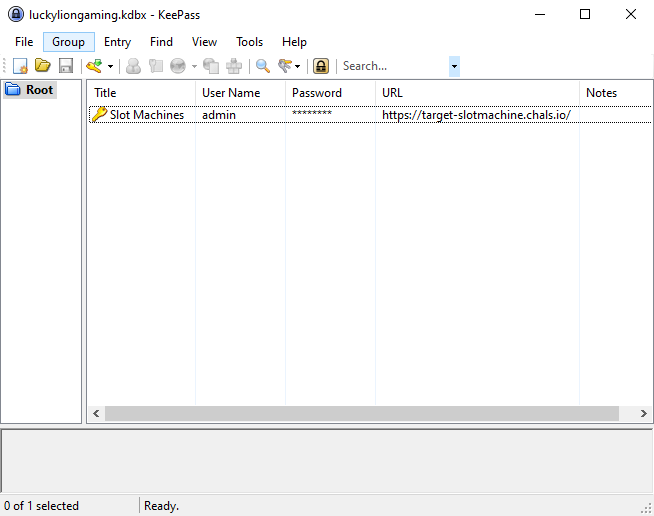 luckyliongaming.kdbx - KeePass
File Group Entry Find View Tools Help
Search...
Root
Title User Name Password URL Notes
Slot Machines admin ******** https://target-slotmachine.chals.io/
0 of 1 selected Ready.